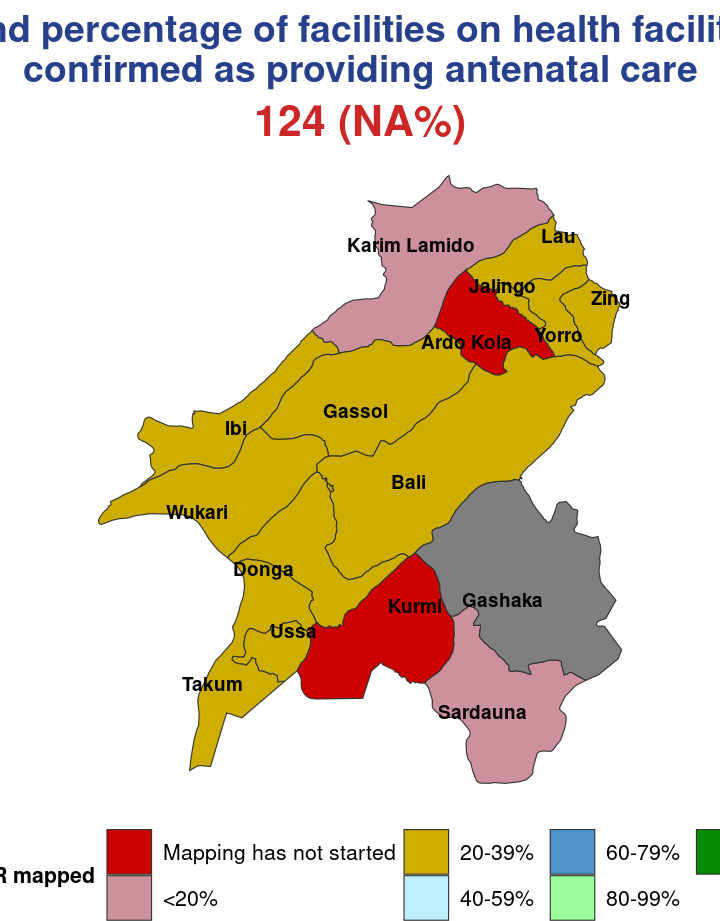 nd percentage of facilities on health facilit
confirmed as providing antenatal care
124 (NA%)
Karim Lamido
Lau
Jalingo
Zing
Ardo Kola
Yorro
Gassol
Ibi
Bali
Wukari
Donga
Kurmi
Gashaka
Ussa
Takum
Sardauna
R mapped
Mapping has not started
20-39%
60-79%
<20%
40-59%
80-99%